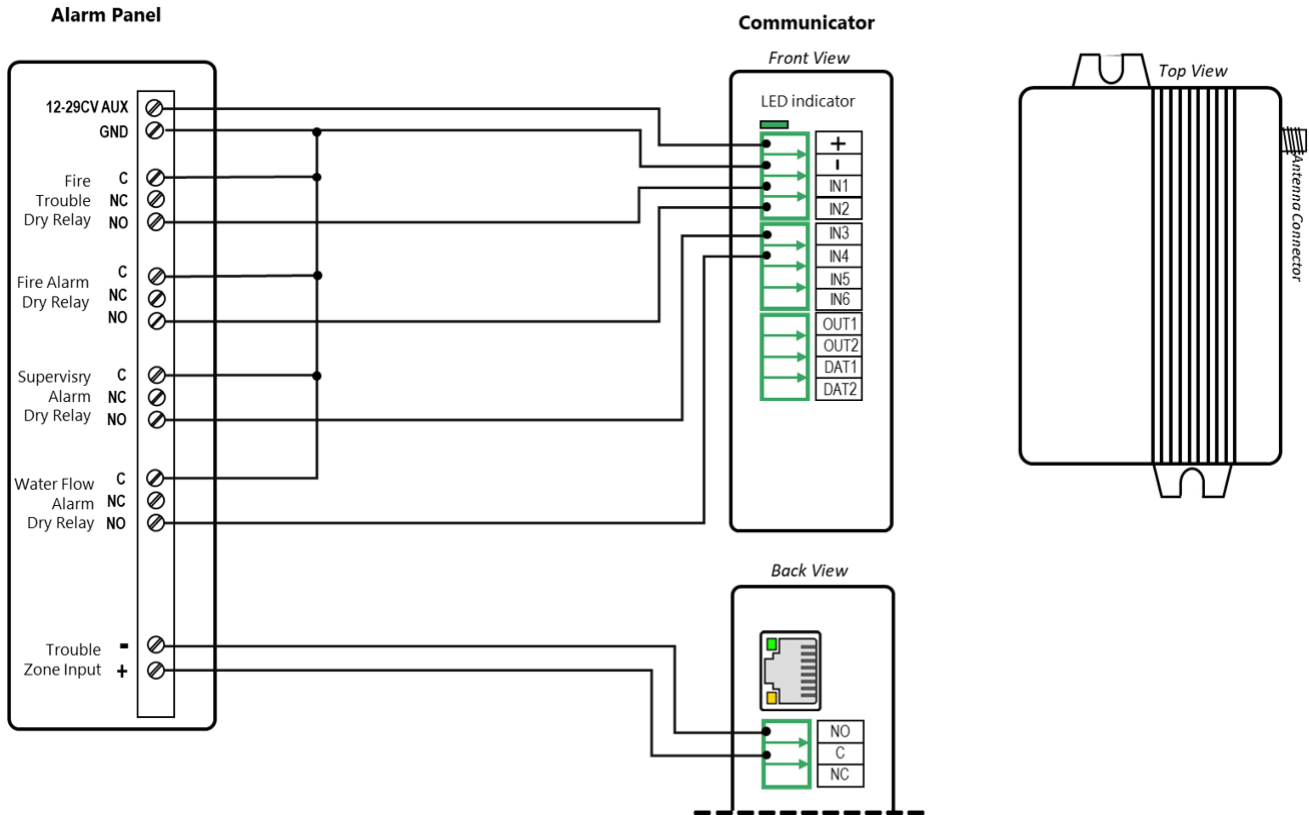 Alarm Panel
12-29CV AUX
GND
Fire
Trouble
Dry Relay
C
NC
NO
Fire Alarm
Dry Relay
C
NC
NO
Supervisry
Alarm
Dry Relay
C
NC
NO
Water Flow
Alarm
Dry Relay
C
NC
NO
Trouble
Zone Input
-
+
Communicator
Front View
LED indicator
+
-
IN1
IN2
IN3
IN4
IN5
IN6
OUT1
OUT2
DAT1
DAT2
Back View
NO
C
NC
Top View
Antenna Connector